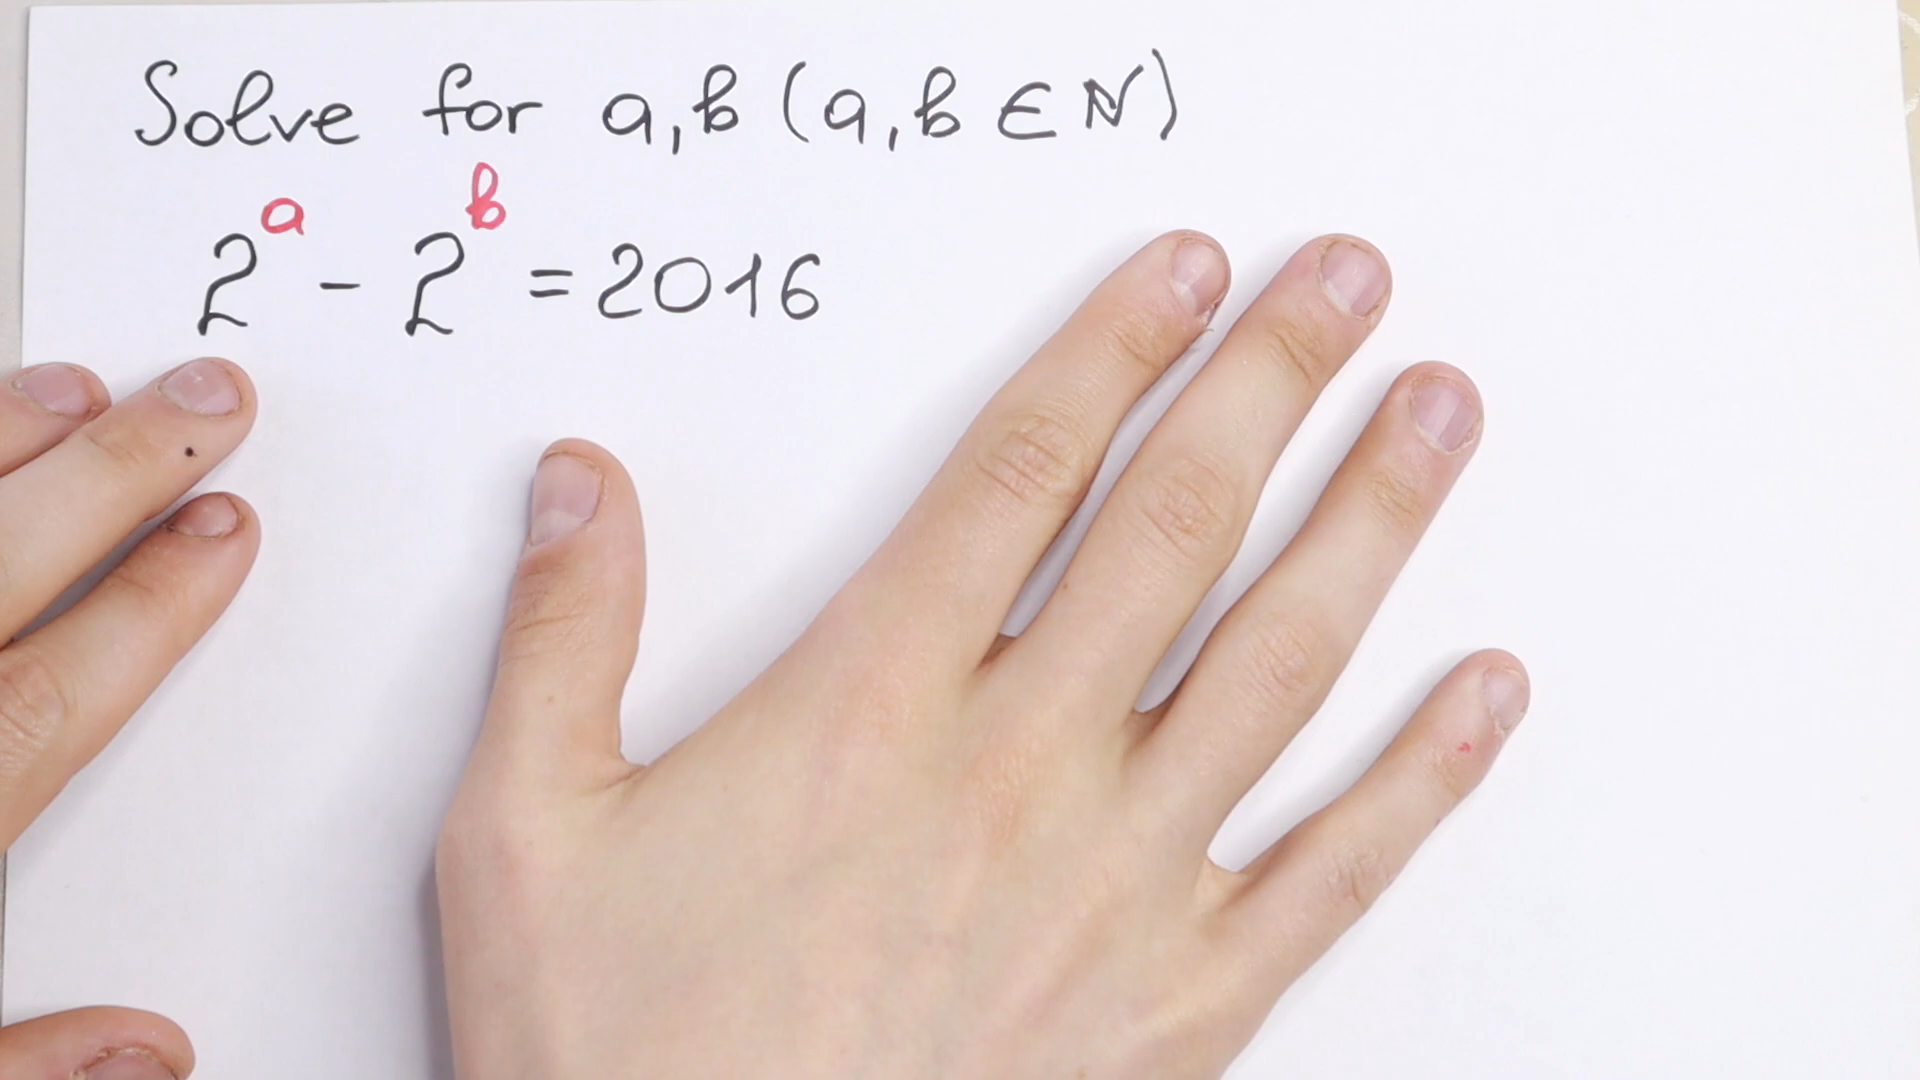 Solve for a, b (a, b ∈ N)
2^a - 2^b = 2016